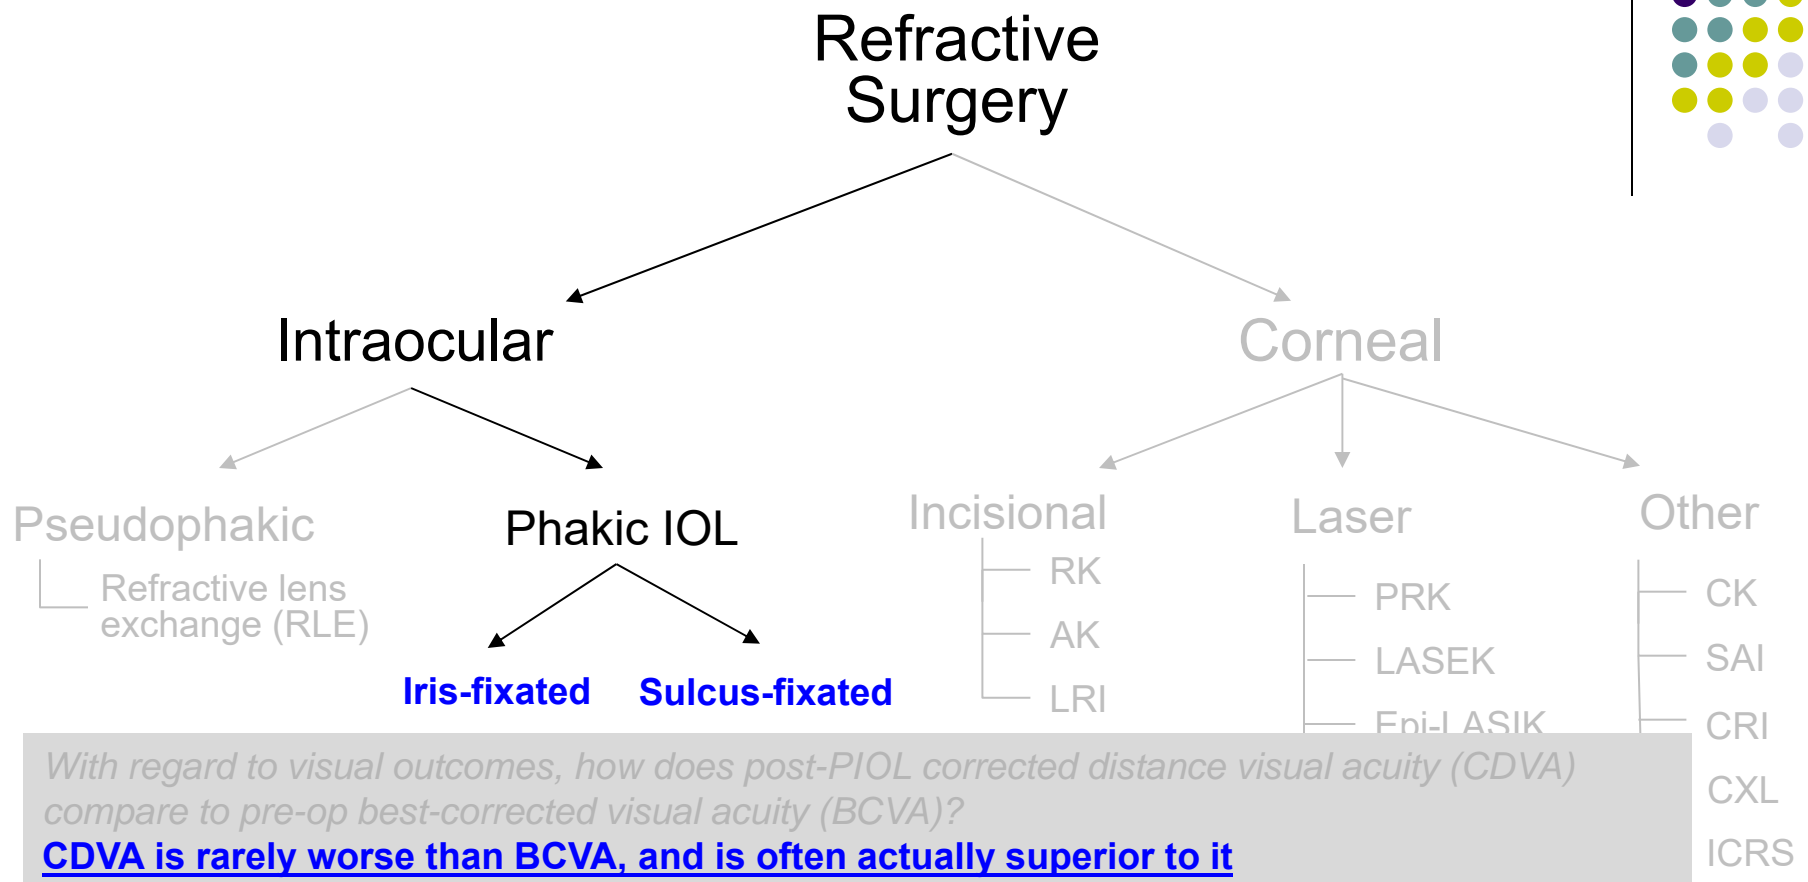 Refractive
Surgery
Intraocular
Corneal
Pseudophakic
Phakic IOL
Incisional
Laser
Other
Refractive lens
exchange (RLE)
Iris-fixated
Sulcus-fixated
RK
AK
LRI
PRK
LASEK
Epi-LASIK
CK
SAI
CRI
CXL
ICRS
With regard to visual outcomes, how does post-PIOL corrected distance visual acuity (CDVA)
compare to pre-op best-corrected visual acuity (BCVA)?
CDVA is rarely worse than BCVA, and is often actually superior to it